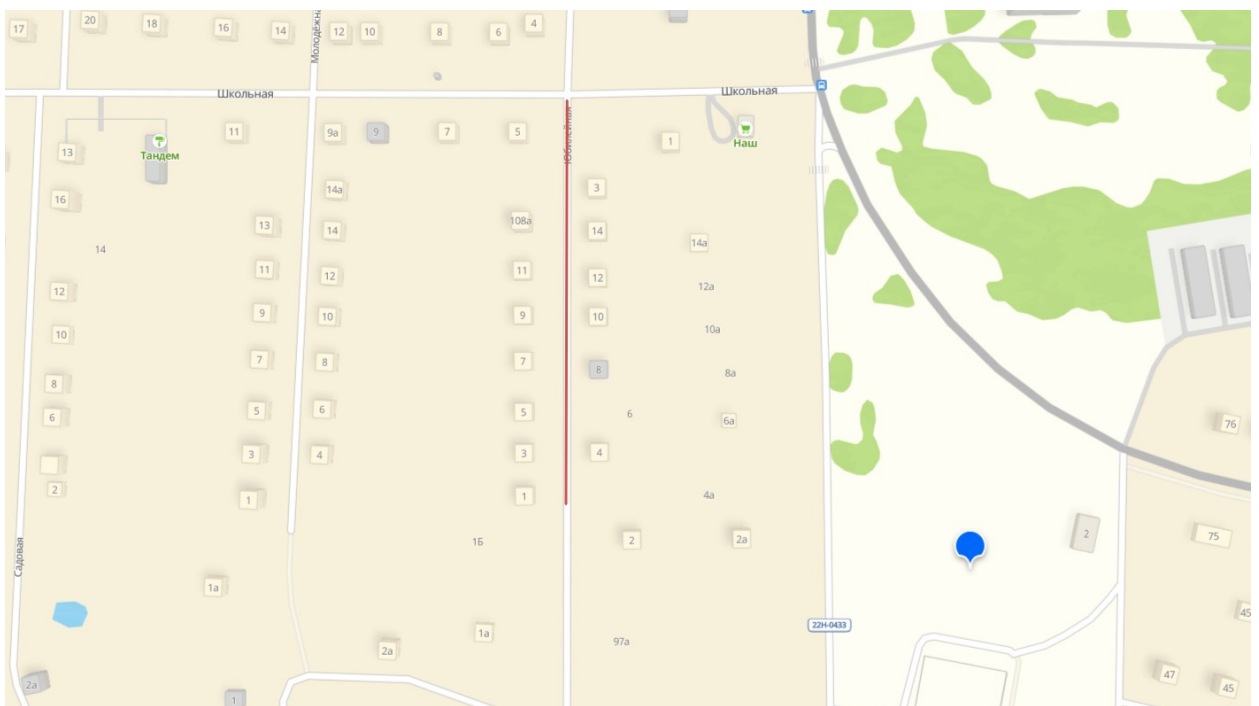 17
20
18
16
14
Молодёжна
12
10
8
6
4
Школьная
Школьная
13
Тандем
11
9а
9
7
5
Юбилейная
1
Наш
16
14а
3
13
14
108а
14
14а
14
11
12
11
12
12а
12
9
10
9
10
10а
10
7
8
7
8
8а
8
5
6
5
6
6а
76
6
3
4
3
4
2
1
1
4а
Садовая
1Б
2
2а
2
75
1а
45
22Н-0433
1а
97а
2а
47
45
2а
1